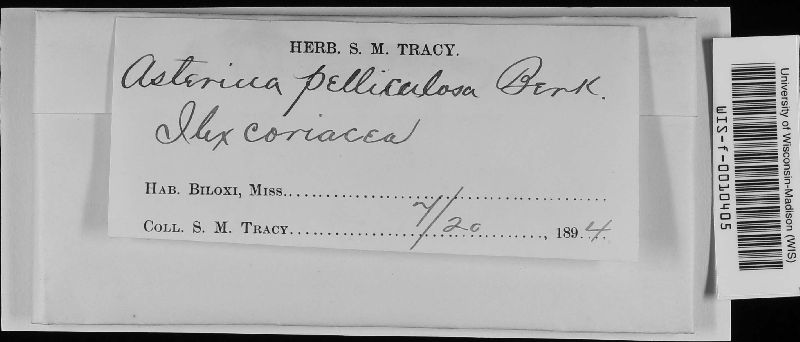 HERB. S. M. TRACY.
Asterina pelliculosa Berk.
Ilex coriacea
HAB. BILOXI, MISS.
COLL. S. M. TRACY. 7/20, 1894.
University of Wisconsin-Madison (WIS)
WIS-f-0010405